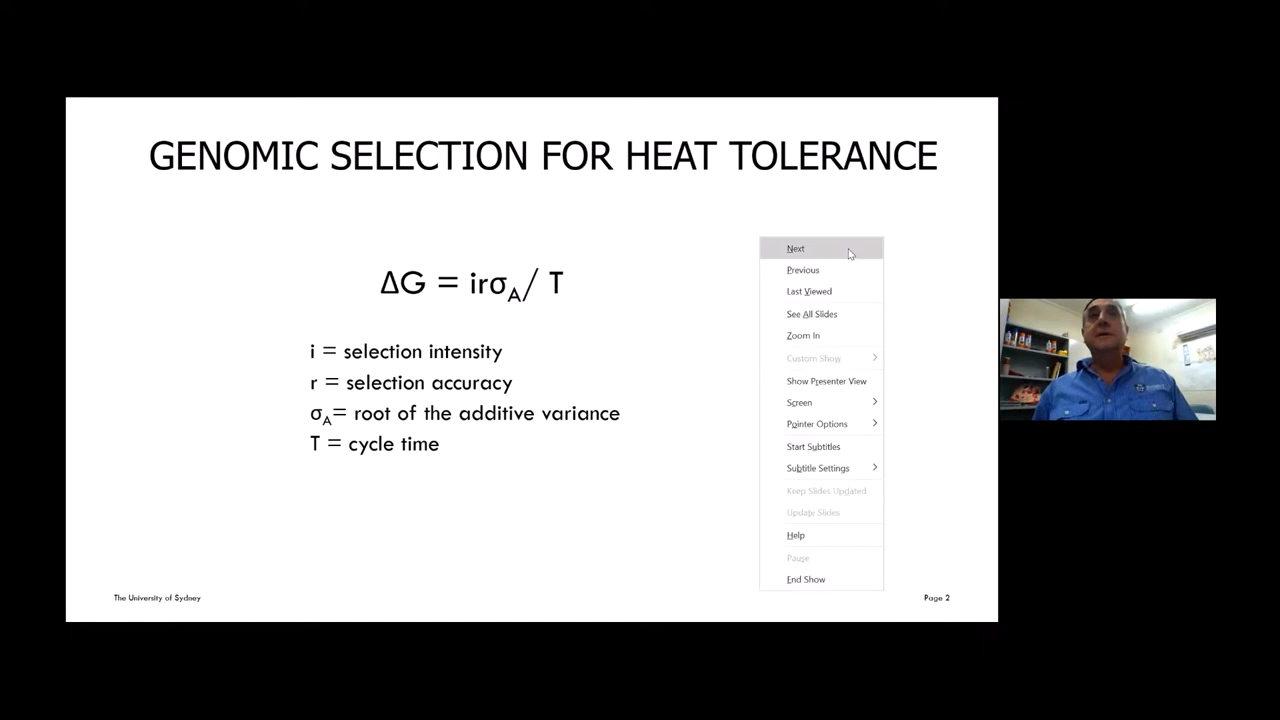 GENOMIC SELECTION FOR HEAT TOLERANCE
ΔG = irσA/ T
i = selection intensity
r = selection accuracy
σA= root of the additive variance
T = cycle time
Next
Previous
Last Viewed
See All Slides
Zoom In
Custom Show
Show Presenter View
Screen
Pointer Options
Start Subtitles
Subtitle Settings
Keep Slides Updated
Update Slides
Help
Pause
End Show
The University of Sydney
Page 2